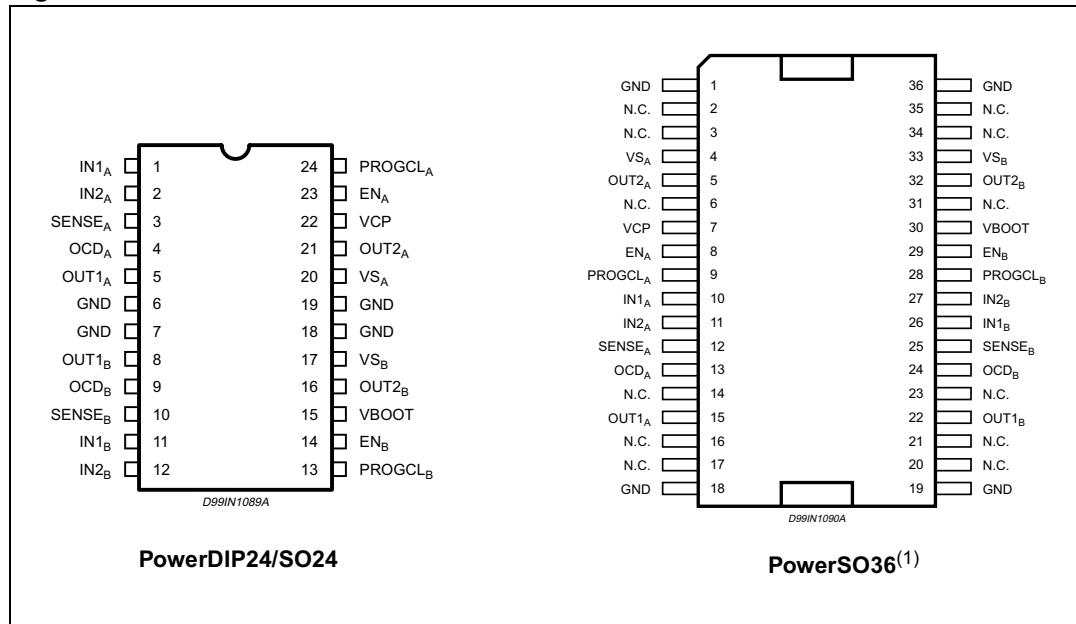 IN1A 1 24 PROGCLA
IN2A 2 23 ENA
SENSEA 3 22 VCP
OCDA 4 21 OUT2A
OUT1A 5 20 VSA
GND 6 19 GND
GND 7 18 GND
OUT1B 8 17 VSB
OCDB 9 16 OUT2B
SENSEB 10 15 VBOOT
IN1B 11 14 ENB
IN2B 12 13 PROGCLB
D99IN1089A
PowerDIP24/SO24
GND 1 36 GND
N.C. 2 35 N.C.
N.C. 3 34 N.C.
VSA 4 33 VSB
OUT2A 5 32 OUT2B
N.C. 6 31 N.C.
VCP 7 30 VBOOT
ENA 8 29 ENB
PROGCLA 9 28 PROGCLB
IN1A 10 27 IN2B
IN2A 11 26 IN1B
SENSEA 12 25 SENSEB
OCDA 13 24 OCDB
N.C. 14 23 N.C.
OUT1A 15 22 OUT1B
N.C. 16 21 N.C.
N.C. 17 20 N.C.
GND 18 19 GND
D99IN1090A
PowerSO36(1)